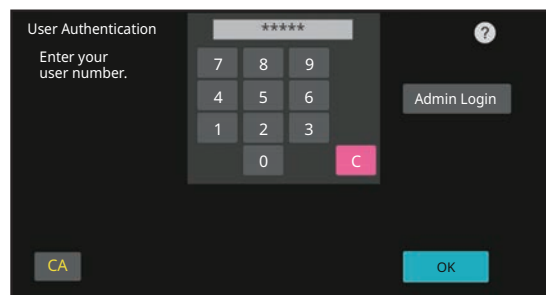 User Authentication
*****
?
Enter your
user number.
7 8 9
4 5 6
Admin Login
1 2 3
0 C
CA
OK